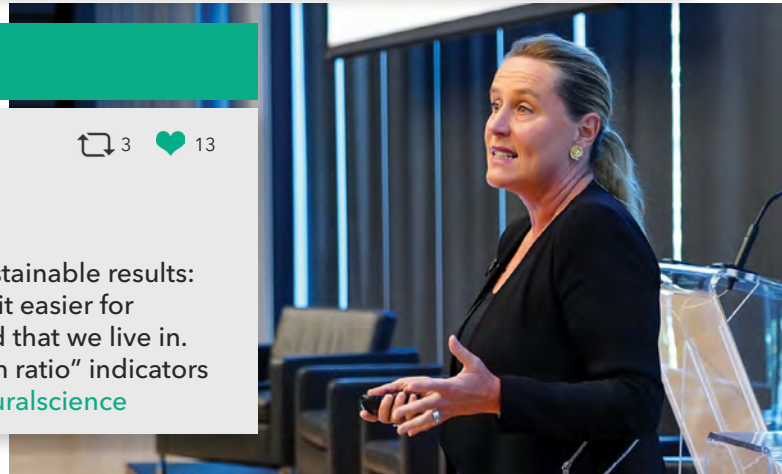 3 13
stainable results:
it easier for
d that we live in.
n ratio” indicators
uralscience